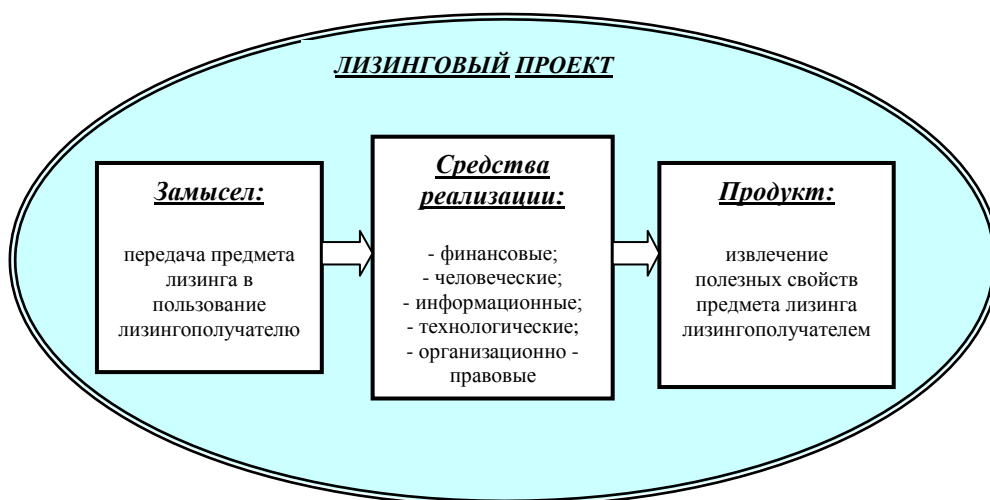 ЛИЗИНГОВЫЙ ПРОЕКТ
Замысел:
передача предмета
лизинга в
пользование
лизингополучателю
Средства
реализации:
- финансовые;
- человеческие;
- информационные;
- технологические;
- организационно -
правовые
Продукт:
извлечение
полезных свойств
предмета лизинга
лизингополучателем